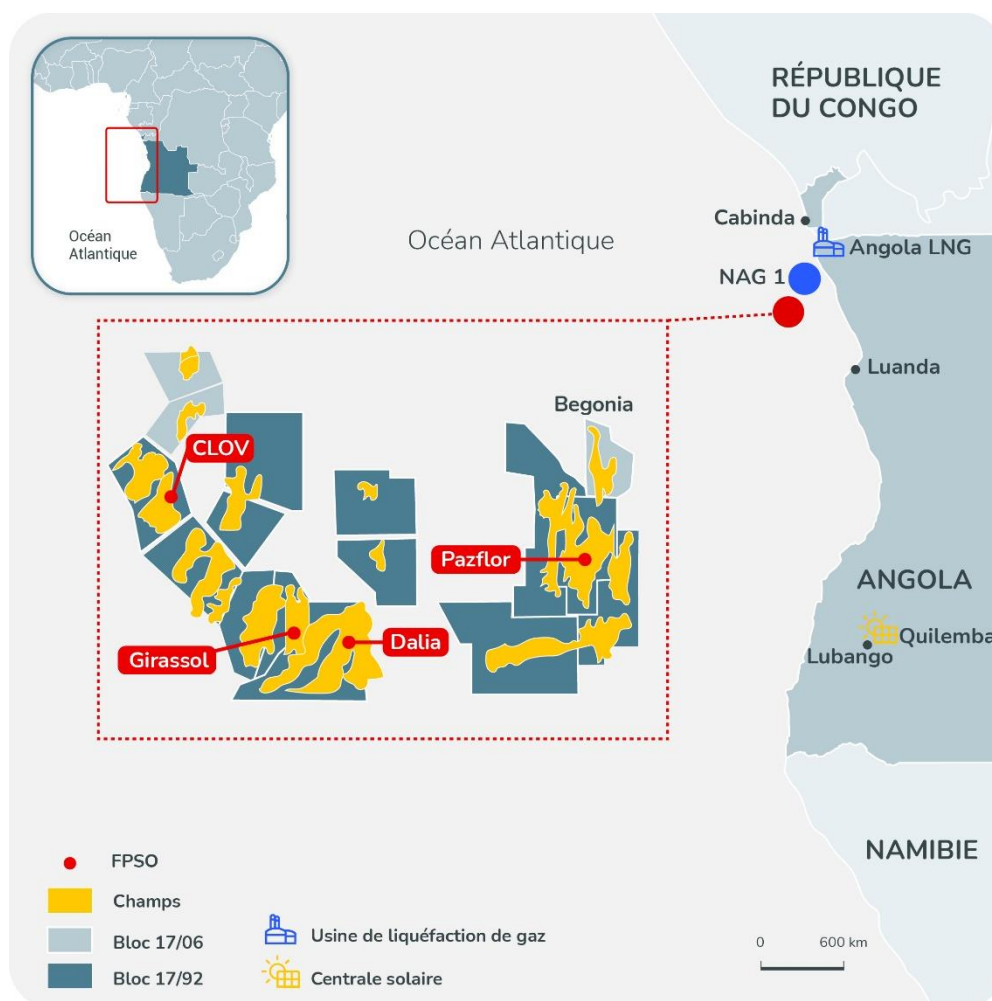 RÉPUBLIQUE
DU CONGO
Océan
Atlantique
Océan Atlantique
Cabinda
Angola LNG
NAG 1
Luanda
Begonia
CLOV
Pazflor
Girassol
Dalia
ANGOLA
Quilemba
Lubango
NAMIBIE
FPSO
Champs
Bloc 17/06
Bloc 17/92
Usine de liquéfaction de gaz
Centrale solaire
0 600 km